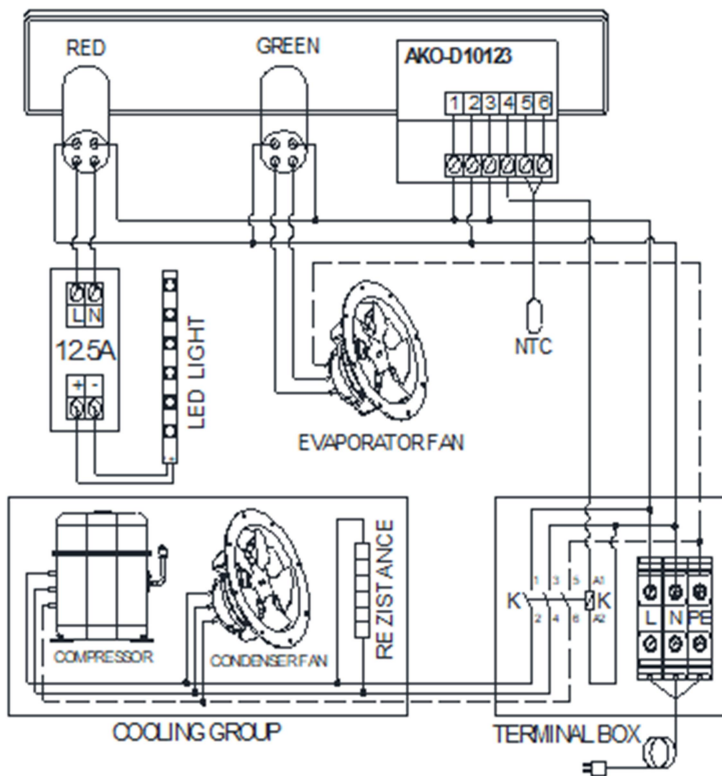 RED
GREEN
AKO-D10123
1 2 3 4 5 6
L N
12.5A
+ -
LED LIGHT
NTC
EVAPORATOR FAN
COMPRESSOR
CONDENSER FAN
REZISTANCE
COOLING GROUP
1 3 5 A1
K K
2 4 6 A2
L N PE
TERMINAL BOX